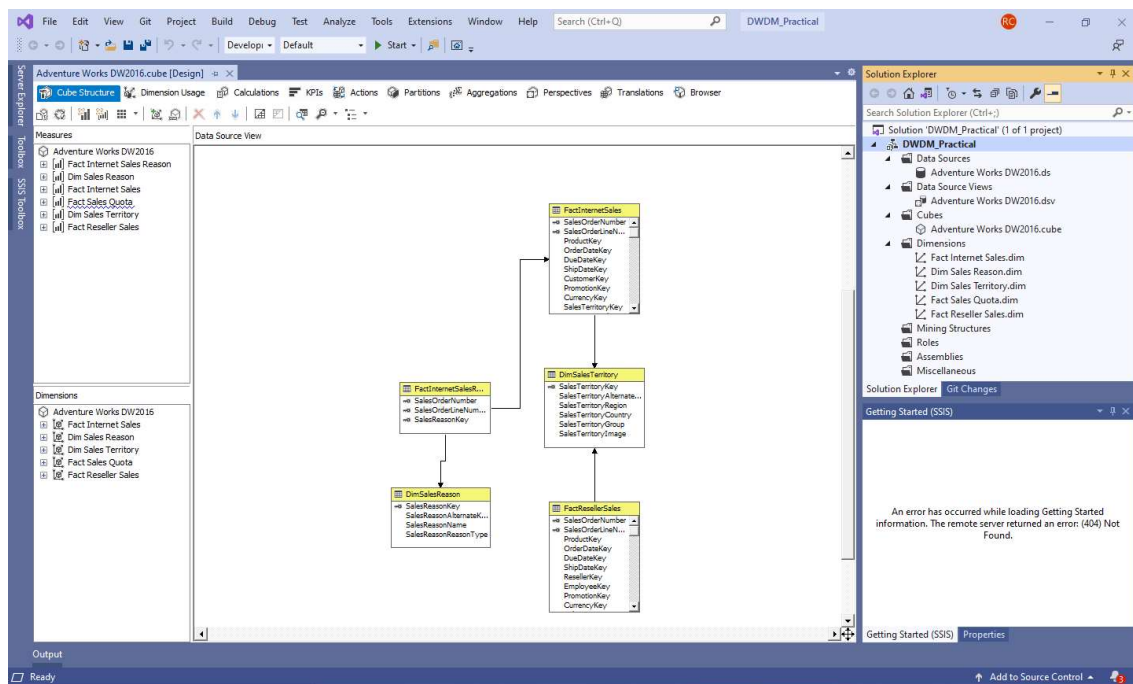 File Edit View Git Project Build Debug Test Analyze Tools Extensions Window Help Search (Ctrl+Q) DWDM_Practical RC
Develop Default Start
Server Explorer
Toolbox
SSIS Toolbox
Adventure Works DW2016.cube [Design]
Cube Structure Dimension Usage Calculations KPIs Actions Partitions Aggregations Perspectives Translations Browser
Measures
Adventure Works DW2016
Fact Internet Sales Reason
Dim Sales Reason
Fact Internet Sales
Fact Sales Quota
Dim Sales Territory
Fact Reseller Sales
Dimensions
Adventure Works DW2016
Fact Internet Sales
Dim Sales Reason
Dim Sales Territory
Fact Sales Quota
Fact Reseller Sales
Data Source View
FactInternetSales
SalesOrderNumber
SalesOrderLineN...
ProductKey
OrderDateKey
DueDateKey
ShipDateKey
CustomerKey
PromotionKey
CurrencyKey
SalesTerritoryKey
FactInternetSalesR...
SalesOrderNumber
SalesOrderLineNum...
SalesReasonKey
DimSalesTerritory
SalesTerritoryKey
SalesTerritoryAlternate...
SalesTerritoryRegion
SalesTerritoryCountry
SalesTerritoryGroup
SalesTerritoryImage
DimSalesReason
SalesReasonKey
SalesReasonAlternateK...
SalesReasonName
SalesReasonReasonType
FactResellerSales
SalesOrderNumber
SalesOrderLineN...
ProductKey
OrderDateKey
DueDateKey
ShipDateKey
ResellerKey
EmployeeKey
PromotionKey
CurrencyKey
Solution Explorer
Search Solution Explorer (Ctrl+;)
Solution 'DWDM_Practical' (1 of 1 project)
DWDM_Practical
Data Sources
Adventure Works DW2016.ds
Data Source Views
Adventure Works DW2016.dsv
Cubes
Adventure Works DW2016.cube
Dimensions
Fact Internet Sales.dim
Dim Sales Reason.dim
Dim Sales Territory.dim
Fact Sales Quota.dim
Fact Reseller Sales.dim
Mining Structures
Roles
Assemblies
Miscellaneous
Solution Explorer Git Changes
Getting Started (SSIS)
An error has occurred while loading Getting Started
information. The remote server returned an error: (404) Not
Found.
Getting Started (SSIS) Properties
Output
Ready Add to Source Control 3